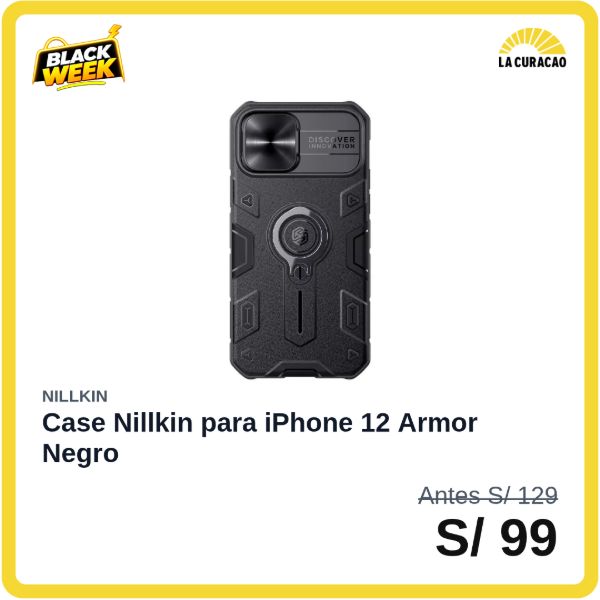 BLACK
WEEK
LA CURACAO
DISCOVER
INNOVATION
NILLKIN
Case Nillkin para iPhone 12 Armor
Negro
Antes S/ 129
S/ 99